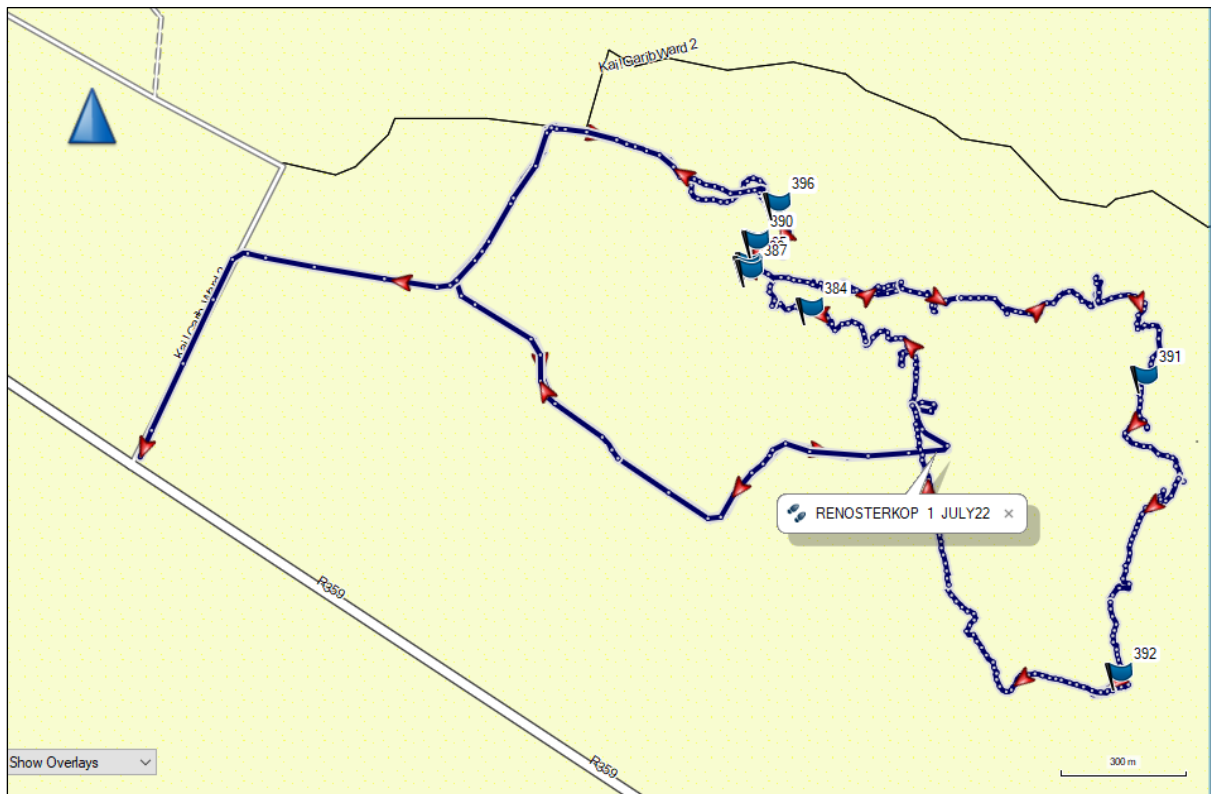 Kai !Garib Ward 2
396
390
387
384
391
Kai !Garib Ward 2
RENOSTERKOP 1 JULY22
R359
392
Show Overlays
R359
300 m